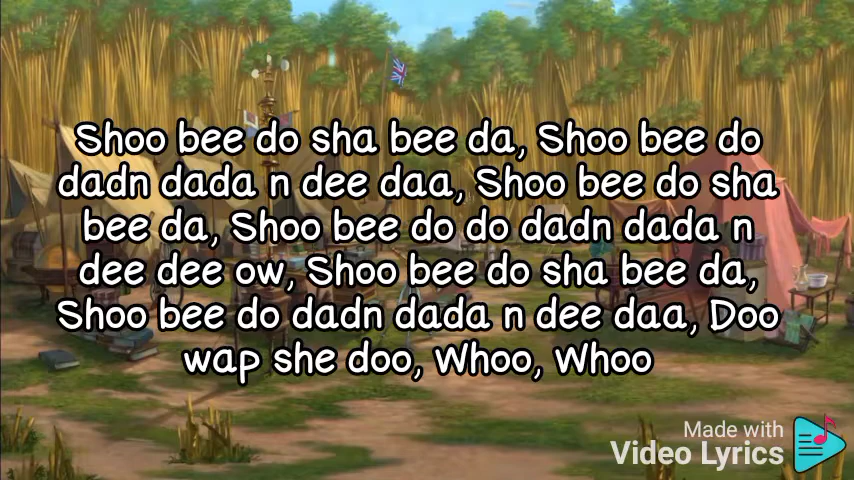 Shoo bee do sha bee da, Shoo bee do
dadn dada n dee daa, Shoo bee do sha
bee da, Shoo bee do do dadn dada n
dee dee ow, Shoo bee do sha bee da,
Shoo bee do dadn dada n dee daa, Doo
wap she doo, Whoo, Whoo
Made with
Video Lyrics